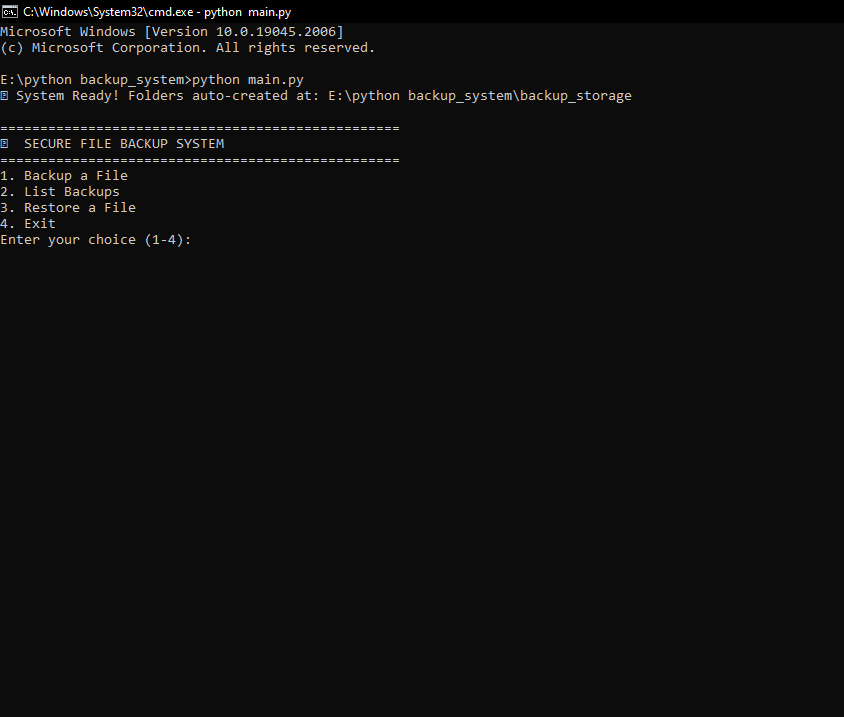 C:\Windows\System32\cmd.exe - python  main.py
Microsoft Windows [Version 10.0.19045.2006]
(c) Microsoft Corporation. All rights reserved.
E:\python backup_system>python main.py
System Ready! Folders auto-created at: E:\python backup_system\backup_storage
==================================================
SECURE FILE BACKUP SYSTEM
==================================================
1. Backup a File
2. List Backups
3. Restore a File
4. Exit
Enter your choice (1-4):